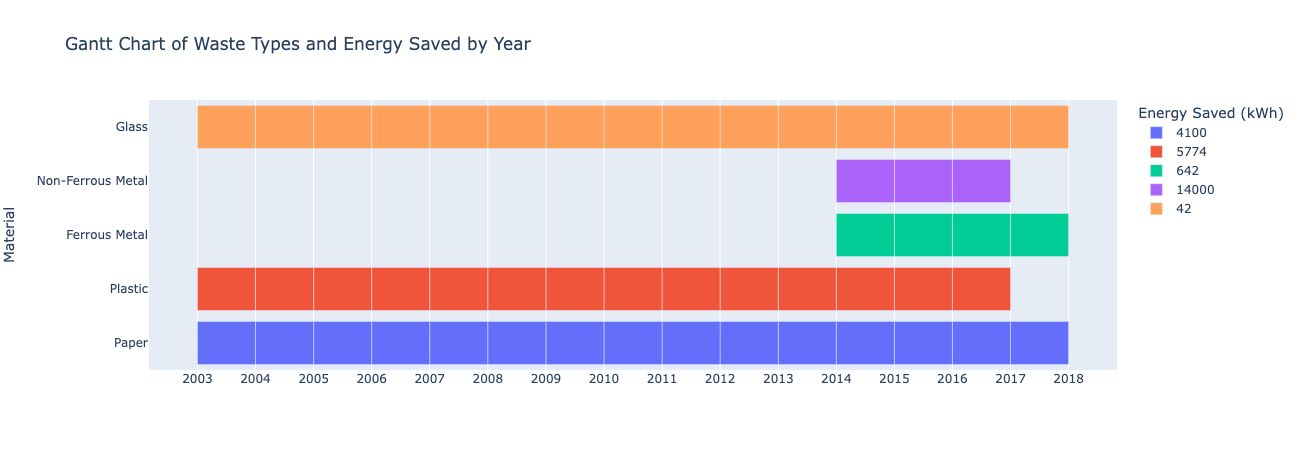 Gantt Chart of Waste Types and Energy Saved by Year
Material
Glass
Non-Ferrous Metal
Ferrous Metal
Plastic
Paper
2003 2004 2005 2006 2007 2008 2009 2010 2011 2012 2013 2014 2015 2016 2017 2018
Energy Saved (kWh)
4100
5774
642
14000
42